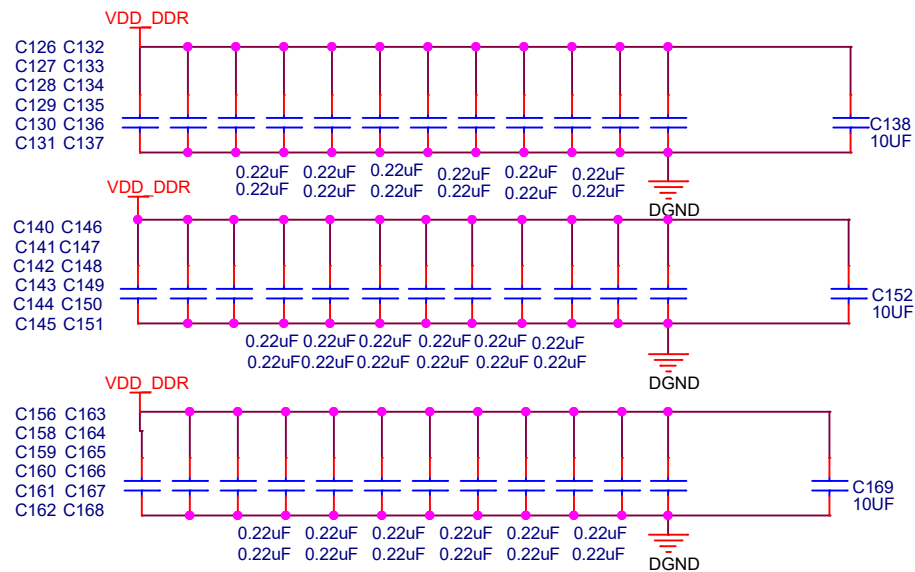 VDD_DDR
C126 C132
C127 C133
C128 C134
C129 C135
C130 C136
C131 C137
C138
10UF
0.22uF 0.22uF 0.22uF 0.22uF 0.22uF 0.22uF
0.22uF 0.22uF 0.22uF 0.22uF 0.22uF 0.22uF
DGND
VDD_DDR
C140 C146
C141 C147
C142 C148
C143 C149
C144 C150
C145 C151
C152
10UF
0.22uF 0.22uF 0.22uF 0.22uF 0.22uF 0.22uF
0.22uF 0.22uF 0.22uF 0.22uF 0.22uF 0.22uF
DGND
VDD_DDR
C156 C163
C158 C164
C159 C165
C160 C166
C161 C167
C162 C168
C169
10UF
0.22uF 0.22uF 0.22uF 0.22uF 0.22uF 0.22uF
0.22uF 0.22uF 0.22uF 0.22uF 0.22uF 0.22uF
DGND